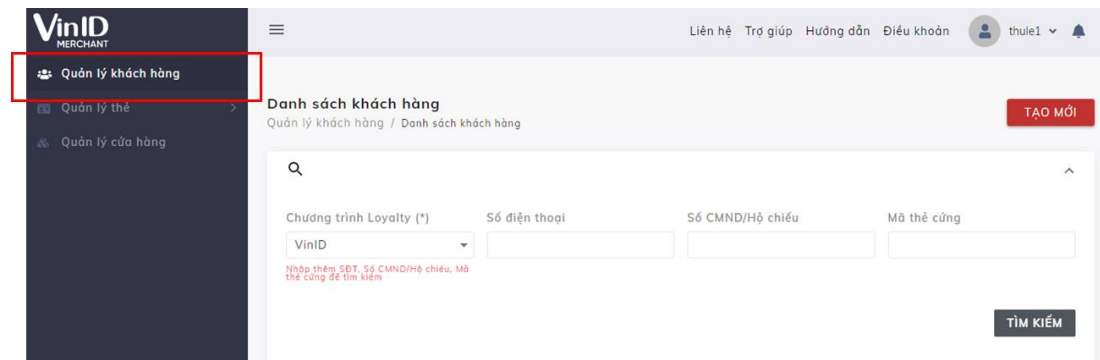 VinID
MERCHANT
Liên hệ Trợ giúp Hướng dẫn Điều khoản thule1
Quản lý khách hàng
Quản lý thẻ
Quản lý cửa hàng
Danh sách khách hàng
Quản lý khách hàng / Danh sách khách hàng
TẠO MỚI
Chương trình Loyalty (*) Số điện thoại Số CMND/Hộ chiếu Mã thẻ cứng
VinID
Nhập thêm SĐT, Số CMND/Hộ chiếu, Mã
thẻ cứng để tìm kiếm
TÌM KIẾM